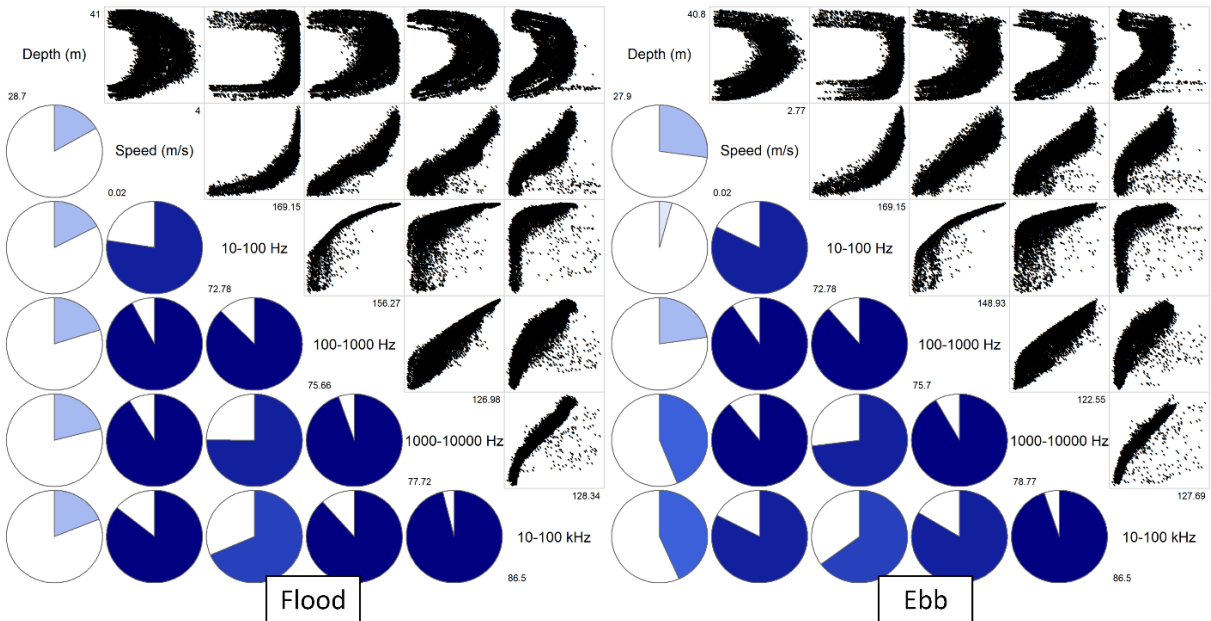 41
Depth (m)
28.7
4
Speed (m/s)
0.02
169.15
10-100 Hz
72.78
156.27
100-1000 Hz
75.66
126.98
1000-10000 Hz
77.72
128.34
10-100 kHz
86.5
Flood
40.8
Depth (m)
27.9
2.77
Speed (m/s)
0.02
169.15
10-100 Hz
72.78
148.93
100-1000 Hz
75.7
122.55
1000-10000 Hz
78.77
127.69
10-100 kHz
86.5
Ebb